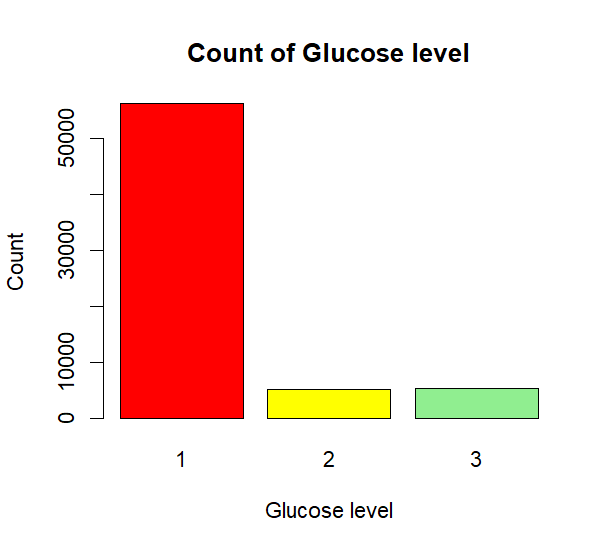 Count of Glucose level
Count
50000
30000
10000
0
1 2 3
Glucose level